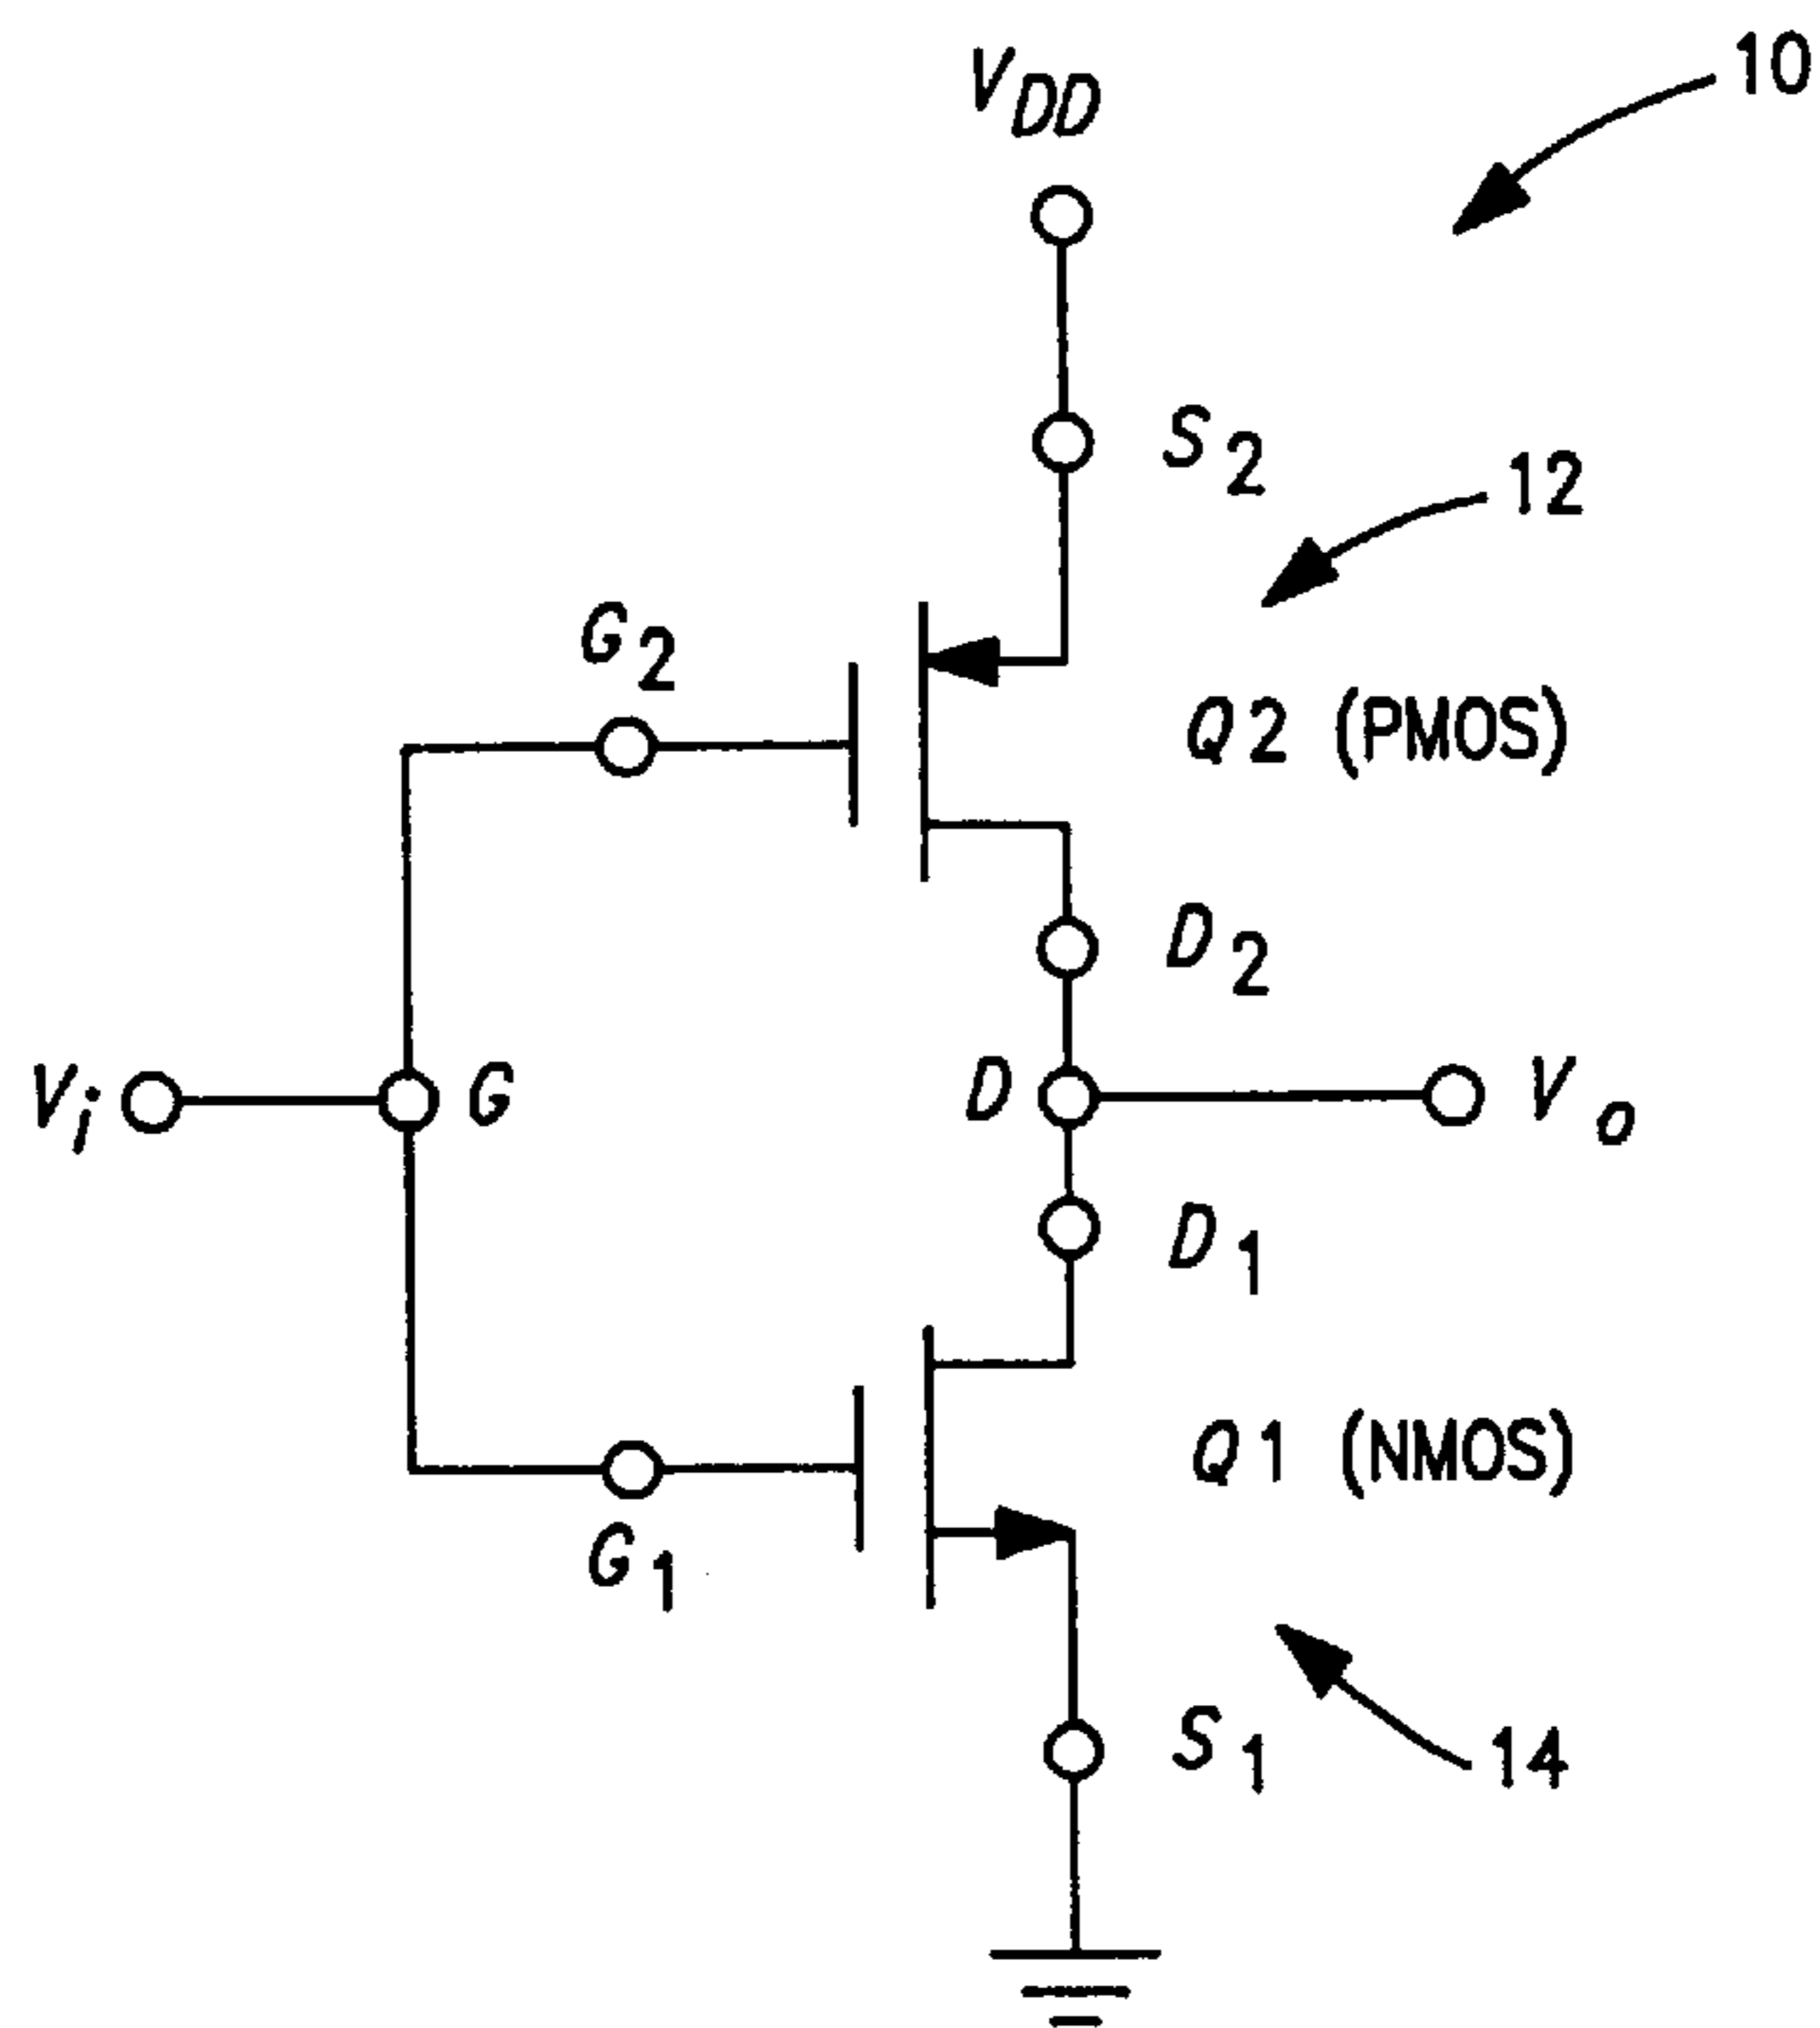 10
V_DD
S_2
12
G_2
Q2 (PMOS)
D_2
V_i
G
D
V_o
D_1
Q1 (NMOS)
G_1
S_1
14